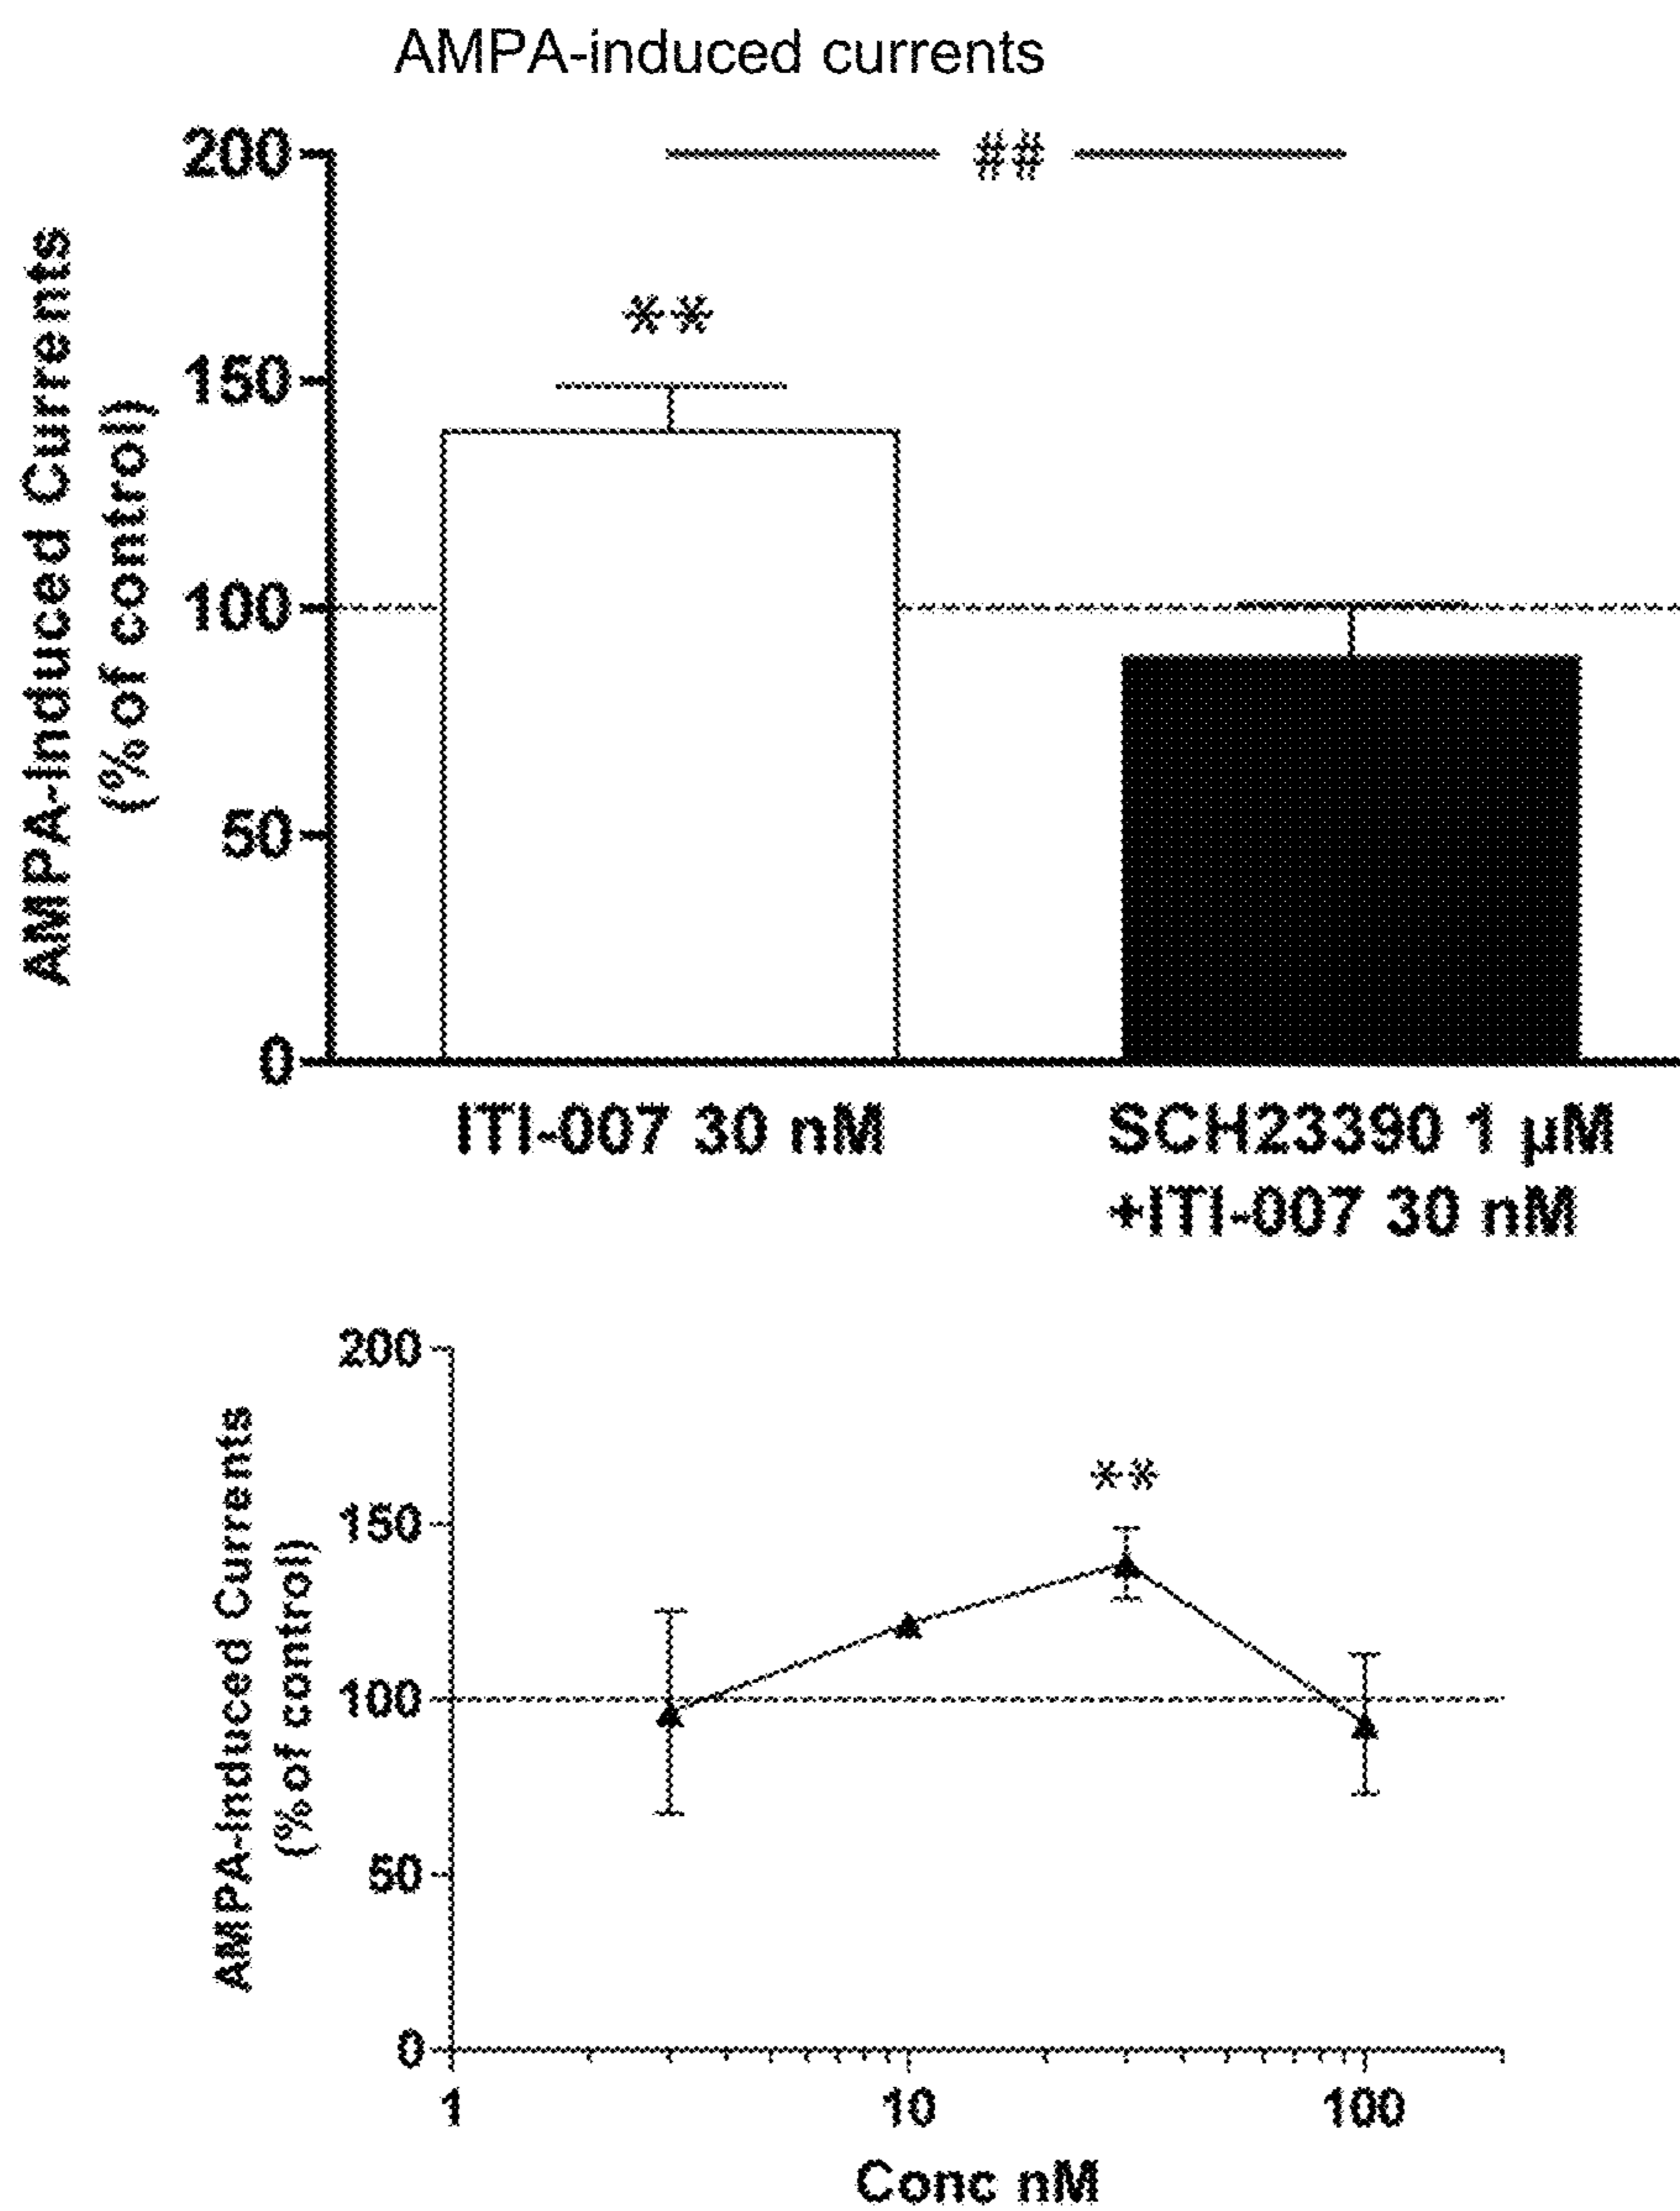 AMPA-induced currents
200
##
**
150
100
50
0
AMPA-Induced Currents
(% of control)
ITI-007 30 nM
SCH23390 1 µM
+ITI-007 30 nM
200
**
150
100
50
0
AMPA-Induced Currents
(% of control)
1
10
100
Conc nM